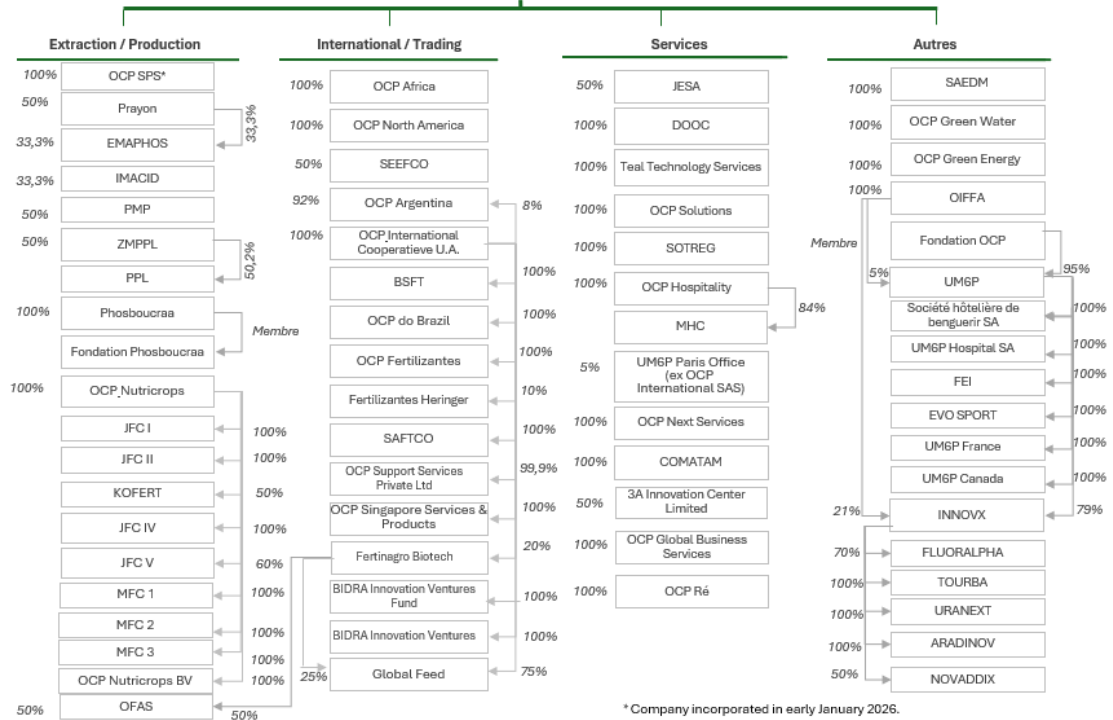 Extraction / Production
100%
OCP SPS*
50%
Prayon
33,3%
33,3%
EMAPHOS
33,3%
IMACID
50%
PMP
50%
ZMPPL
50,2%
PPL
100%
Phosboucraa
Membre
Fondation Phosboucraa
100%
OCP Nutricrops
JFC I
100%
JFC II
100%
KOFERT
50%
JFC IV
100%
JFC V
60%
MFC 1
100%
MFC 2
100%
MFC 3
100%
OCP Nutricrops BV
100%
50%
OFAS
50%
International / Trading
100%
OCP Africa
100%
OCP North America
50%
SEEFCO
92%
OCP Argentina
8%
100%
OCP International
Cooperatieve U.A.
BSFT
100%
OCP do Brazil
100%
OCP Fertilizantes
100%
Fertilizantes Heringer
10%
SAFTCO
100%
OCP Support Services
Private Ltd
99,9%
OCP Singapore Services &
Products
100%
Fertinagro Biotech
20%
BIDRA Innovation Ventures
Fund
100%
BIDRA Innovation Ventures
100%
Global Feed
25%
75%
Services
50%
JESA
100%
DOOC
100%
Teal Technology Services
100%
OCP Solutions
100%
SOTREG
100%
OCP Hospitality
84%
MHC
5%
UM6P Paris Office
(ex OCP
International SAS)
100%
OCP Next Services
100%
COMATAM
50%
3A Innovation Center
Limited
100%
OCP Global Business
Services
100%
OCP Ré
Autres
100%
SAEDM
100%
OCP Green Water
100%
OCP Green Energy
100%
OIFFA
Membre
Fondation OCP
5%
UM6P
95%
Société hôtelière de
benguerir SA
100%
UM6P Hospital SA
100%
FEI
100%
EVO SPORT
100%
UM6P France
100%
UM6P Canada
100%
21%
INNOVX
79%
70%
FLUORALPHA
100%
TOURBA
100%
URANEXT
100%
ARADINOV
50%
NOVADDIX
* Company incorporated in early January 2026.